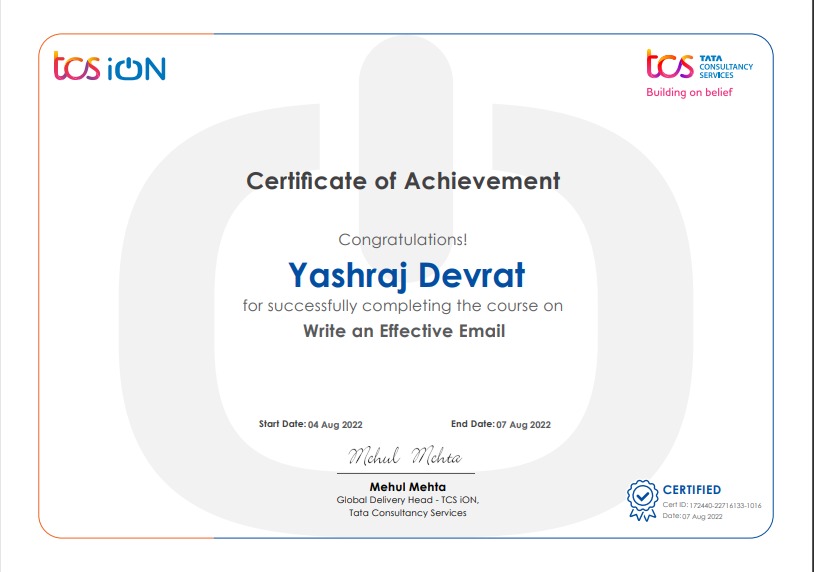 tcs iON
tcs TATA
CONSULTANCY
SERVICES
Building on belief
Certificate of Achievement
Congratulations!
Yashraj Devrat
for successfully completing the course on
Write an Effective Email
Start Date: 04 Aug 2022
End Date: 07 Aug 2022
Mehul Mehta
Mehul Mehta
Global Delivery Head - TCS iON,
Tata Consultancy Services
CERTIFIED
Cert ID: 172440-22716133-1016
Date: 07 Aug 2022